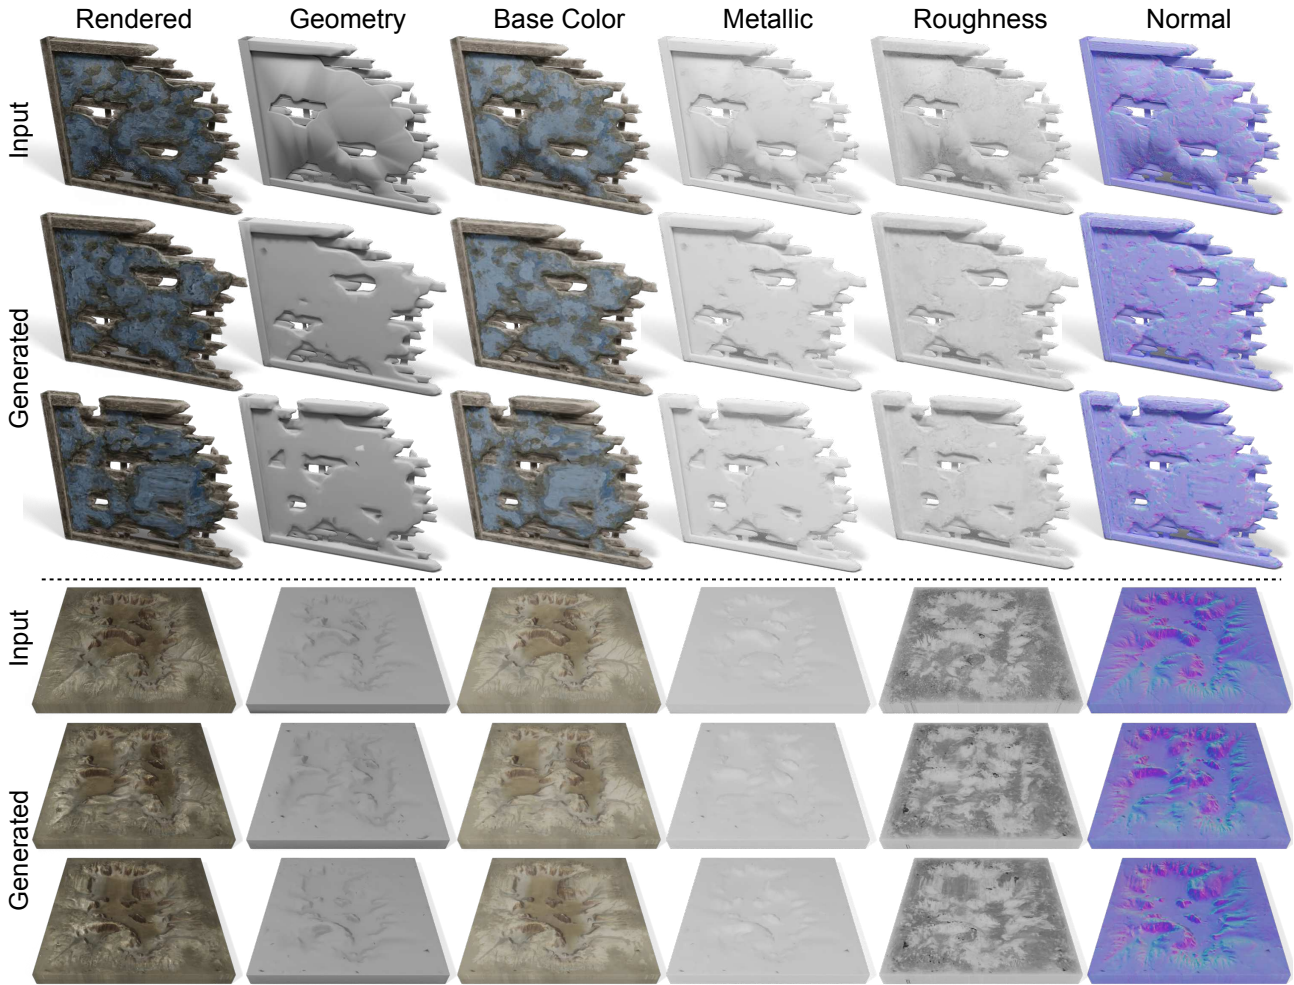 Rendered Geometry Base Color Metallic Roughness Normal
Input
Generated
Input
Generated